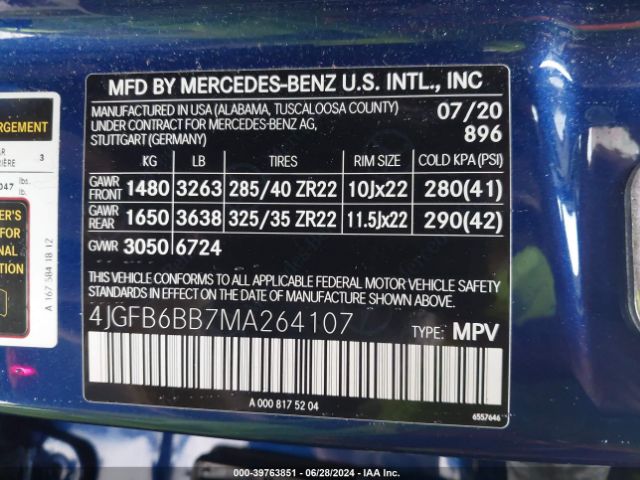 MFD BY MERCEDES-BENZ U.S. INTL., INC
MANUFACTURED IN USA (ALABAMA, TUSCALOOSA COUNTY) 07/20
UNDER CONTRACT FOR MERCEDES-BENZ AG, 896
STUTTGART (GERMANY)
KG LB TIRES RIM SIZE COLD KPA (PSI)
GAWR FRONT 1480 3263 285/40 ZR22 10Jx22 280(41)
GAWR REAR 1650 3638 325/35 ZR22 11.5Jx22 290(42)
GVWR 3050 6724
THIS VEHICLE CONFORMS TO ALL APPLICABLE FEDERAL MOTOR VEHICLE SAFETY
STANDARDS IN EFFECT ON THE DATE OF MANUFACTURE SHOWN ABOVE.
4JGFB6BB7MA264107 TYPE: MPV
A 000 817 52 04
6557646
3
lbs.
lb.
A 167 584 18 12
000-39763851 | 06/28/2024 | IAA Inc.